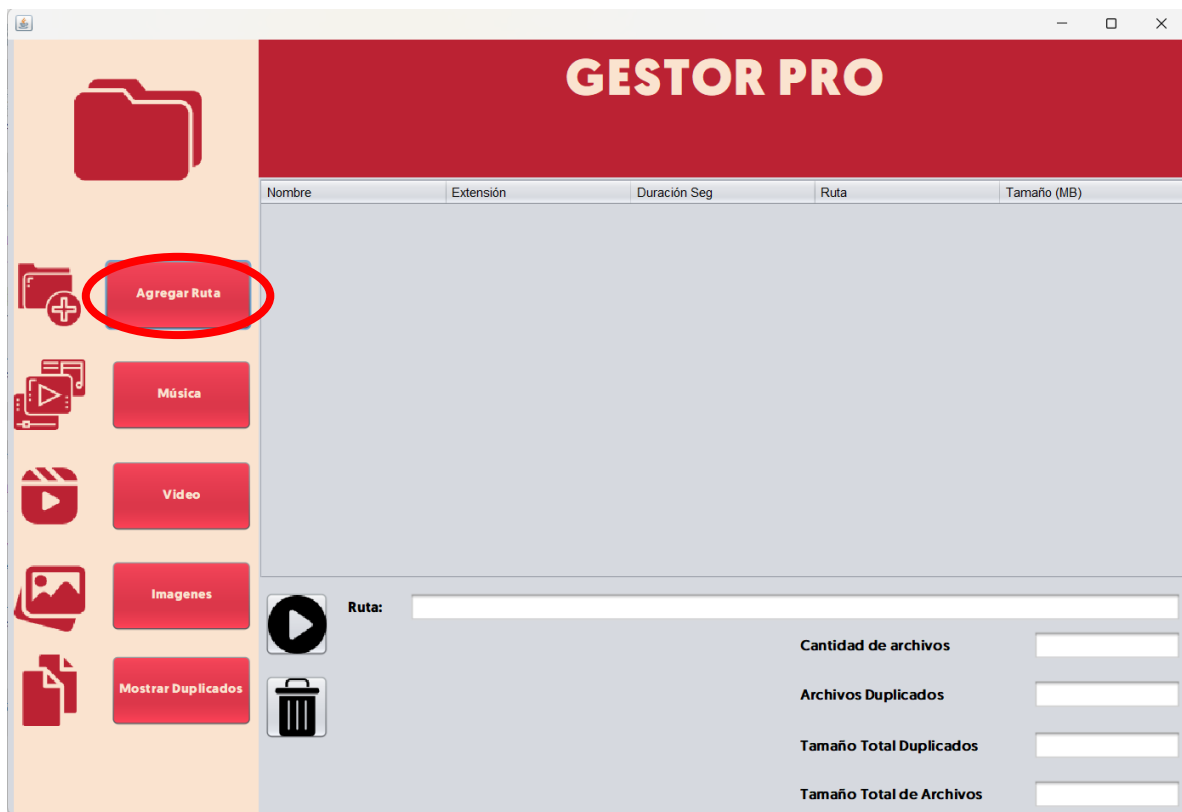 GESTOR PRO
Nombre Extensión Duración Seg Ruta Tamaño (MB)
Agregar Ruta
Música
Video
Imagenes
Mostrar Duplicados
Ruta:
Cantidad de archivos
Archivos Duplicados
Tamaño Total Duplicados
Tamaño Total de Archivos